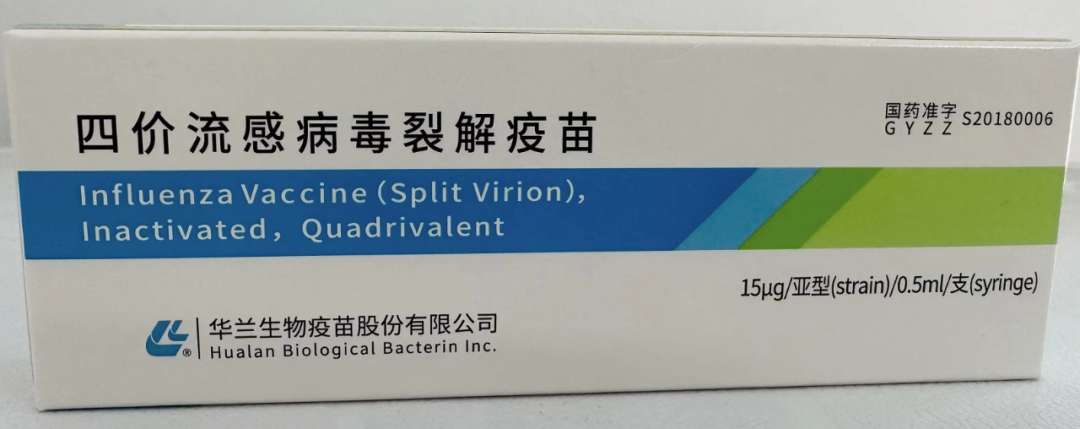 四价流感病毒裂解疫苗
国药准字
GYZZ S20180006
Influenza Vaccine (Split Virion),
Inactivated, Quadrivalent
15μg/亚型(strain)/0.5ml/支(syringe)
华兰生物疫苗股份有限公司
® Hualan Biological Bacterin Inc.